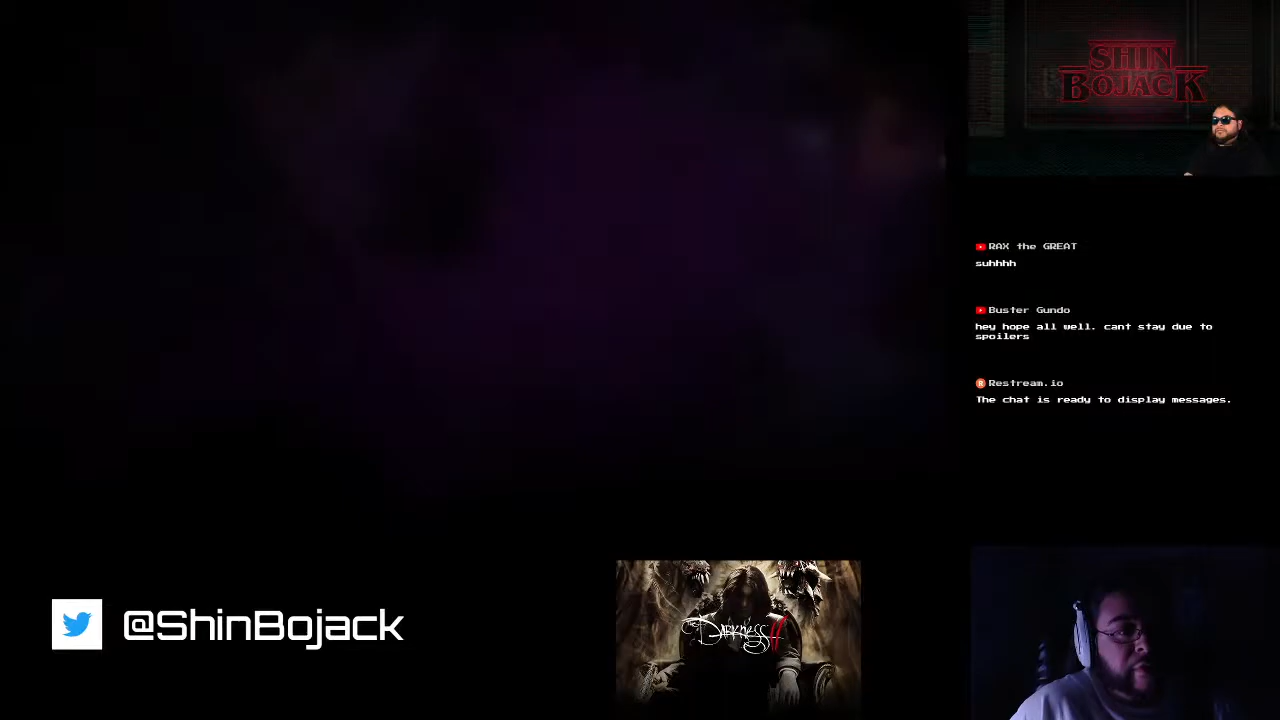 SHIN
BOJACK
RAX the GREAT
suhhhh
Buster Gundo
hey hope all well. cant stay due to
spoilers
Restream.io
The chat is ready to display messages.
@ShinBojack
Darkness II